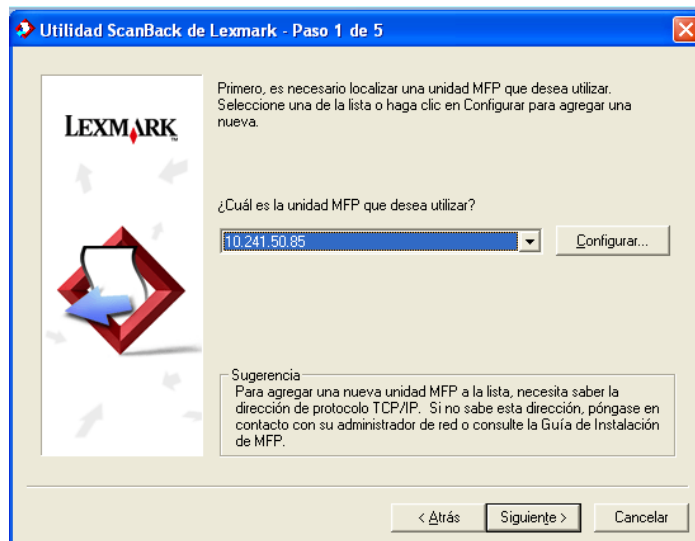 Utilidad ScanBack de Lexmark - Paso 1 de 5
LEXMARK™
Primero, es necesario localizar una unidad MFP que desea utilizar.
Seleccione una de la lista o haga clic en Configurar para agregar una
nueva.
¿Cuál es la unidad MFP que desea utilizar?
10.241.50.85
Configurar...
Sugerencia
Para agregar una nueva unidad MFP a la lista, necesita saber la
dirección de protocolo TCP/IP. Si no sabe esta dirección, póngase en
contacto con su administrador de red o consulte la Guía de Instalación
de MFP.
< Atrás
Siguiente >
Cancelar